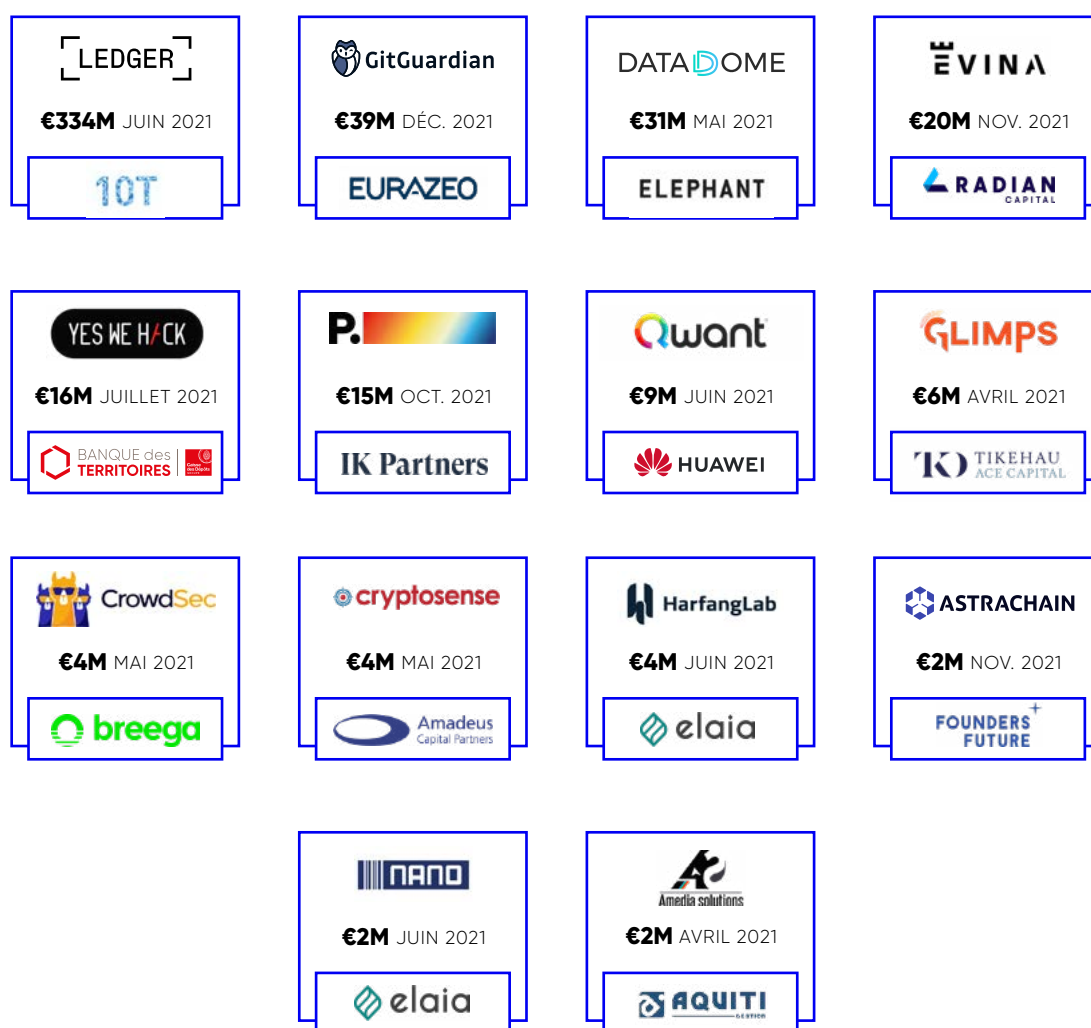 LEDGER
€334M JUIN 2021
10T
GitGuardian
€39M DÉC. 2021
EURAZEO
DATADOME
€31M MAI 2021
ELEPHANT
EVINA
€20M NOV. 2021
RADIAN
CAPITAL
YES WE H/CK
€16M JUILLET 2021
BANQUE des
TERRITOIRES
Caisse
des Dépôts
P.
€15M OCT. 2021
IK Partners
Qwant
€9M JUIN 2021
HUAWEI
GLIMPS
€6M AVRIL 2021
TIKEHAU
ACE CAPITAL
CrowdSec
€4M MAI 2021
breega
cryptosense
€4M MAI 2021
Amadeus
Capital Partners
HarfangLab
€4M JUIN 2021
elaia
ASTRACHAIN
€2M NOV. 2021
FOUNDERS+
FUTURE
NANO
€2M JUIN 2021
elaia
Amedia solutions
€2M AVRIL 2021
AQUITI
GESTION